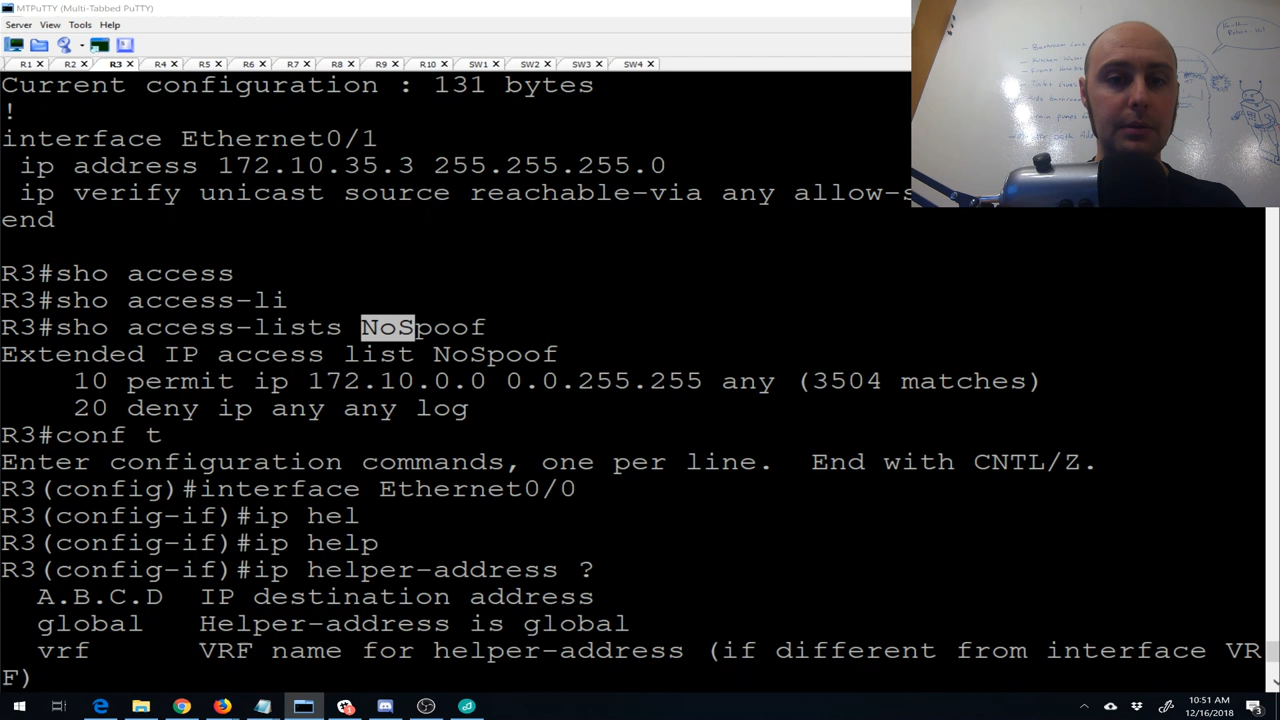 MTPuTTY (Multi-Tabbed PuTTY)
Server View Tools Help
R1 R2 R3 R4 R5 R6 R7 R8 R9 R10 SW1 SW2 SW3 SW4
Current configuration : 131 bytes
!
interface Ethernet0/1
ip address 172.10.35.3 255.255.255.0
ip verify unicast source reachable-via any
end
R3#sho access
R3#sho access-li
R3#sho access-lists NoSpoof
Extended IP access list NoSpoof
10 permit ip 172.10.0.0 0.0.255.255 any (3504 matches)
20 deny ip any any log
R3#conf t
Enter configuration commands, one per line. End with CNTL/Z.
R3(config)#interface Ethernet0/0
R3(config-if)#ip hel
R3(config-if)#ip help
R3(config-if)#ip helper-address ?
A.B.C.D IP destination address
global Helper-address is global
vrf VRF name for helper-address (if different from interface VR
F)
10:51 AM
12/16/2018
3